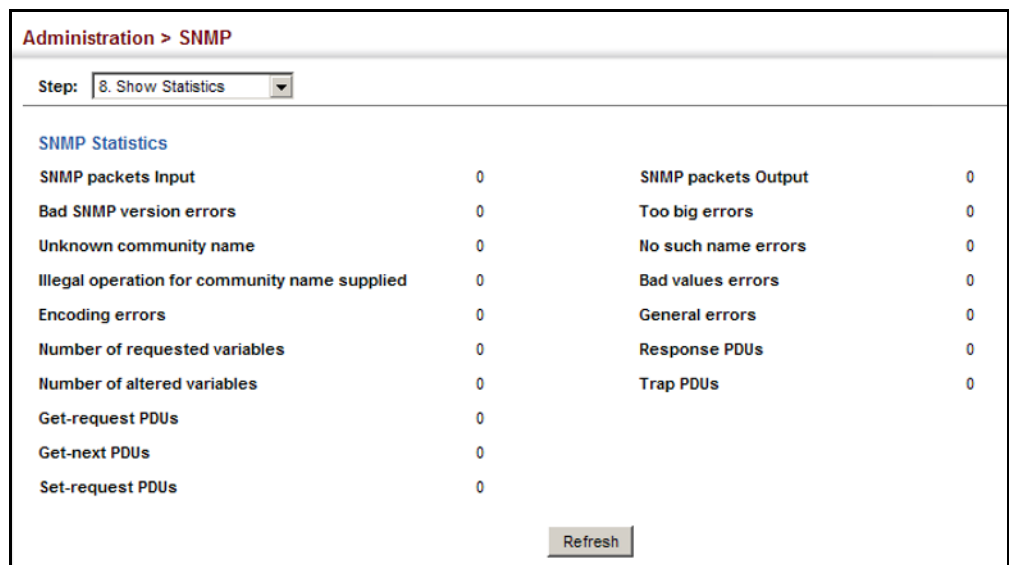 Administration > SNMP
Step: 8. Show Statistics
SNMP Statistics
SNMP packets Input 0 SNMP packets Output 0
Bad SNMP version errors 0 Too big errors 0
Unknown community name 0 No such name errors 0
Illegal operation for community name supplied 0 Bad values errors 0
Encoding errors 0 General errors 0
Number of requested variables 0 Response PDUs 0
Number of altered variables 0 Trap PDUs 0
Get-request PDUs 0
Get-next PDUs 0
Set-request PDUs 0
Refresh